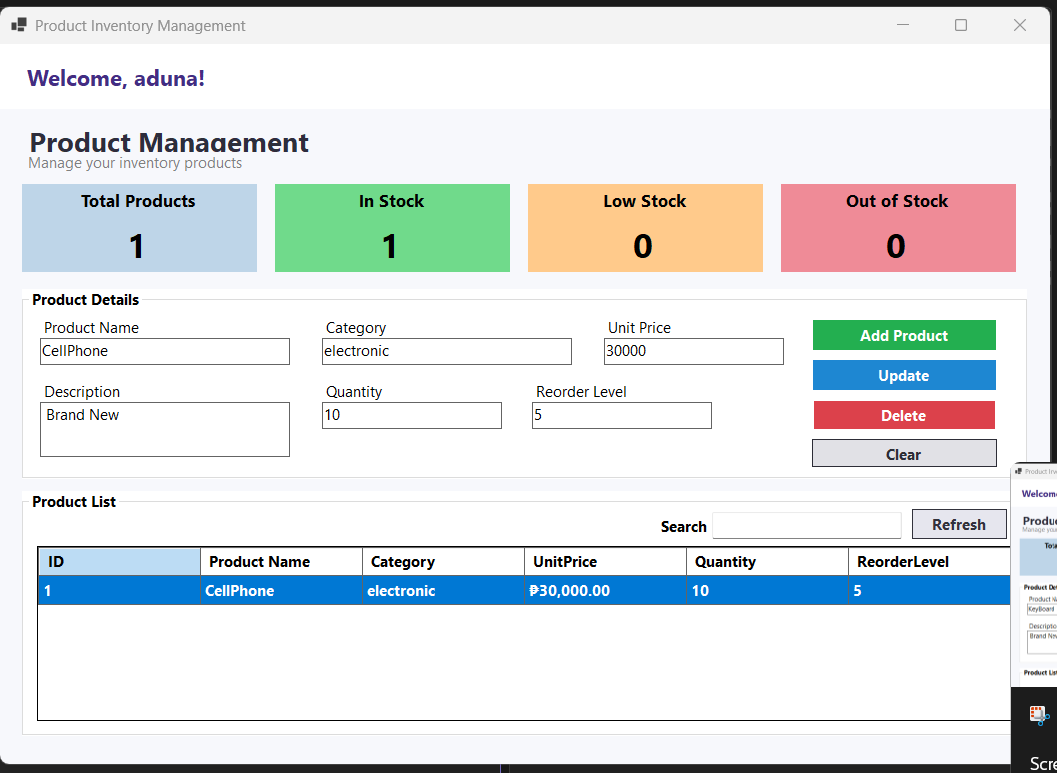 Product Inventory Management
Welcome, aduna!
Product Management
Manage your inventory products
Total Products
1
In Stock
1
Low Stock
0
Out of Stock
0
Product Details
Product Name
CellPhone
Category
electronic
Unit Price
30000
Description
Brand New
Quantity
10
Reorder Level
5
Add Product
Update
Delete
Clear
Product List
Search
Refresh
ID Product Name Category UnitPrice Quantity ReorderLevel
1 CellPhone electronic ₱30,000.00 10 5
Product
Welcom
Produ
Manage your
Product Det
Product N
KeyBoard
Descriptio
Brand New
Product List
Scre